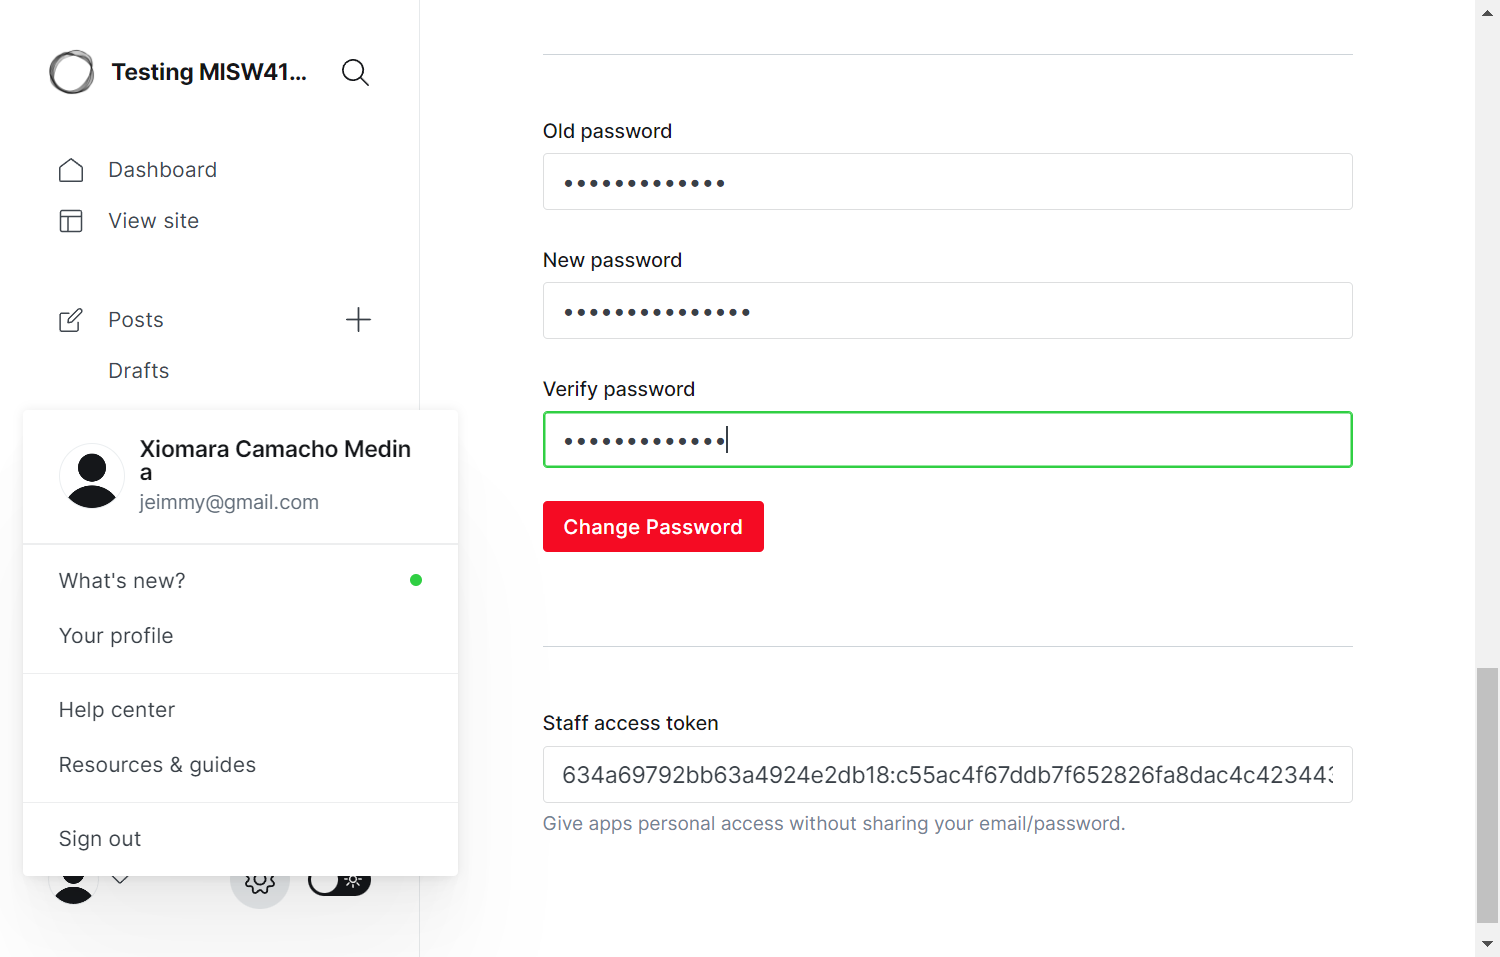 Testing MISW41...
Dashboard
View site
Posts
Drafts
Xiomara Camacho Medin
a
jeimmy@gmail.com
What's new?
Your profile
Help center
Resources & guides
Sign out
Old password
•••••••••••••
New password
•••••••••••••••
Verify password
•••••••••••••
Change Password
Staff access token
634a69792bb63a4924e2db18:c55ac4f67ddb7f652826fa8dac4c423443
Give apps personal access without sharing your email/password.